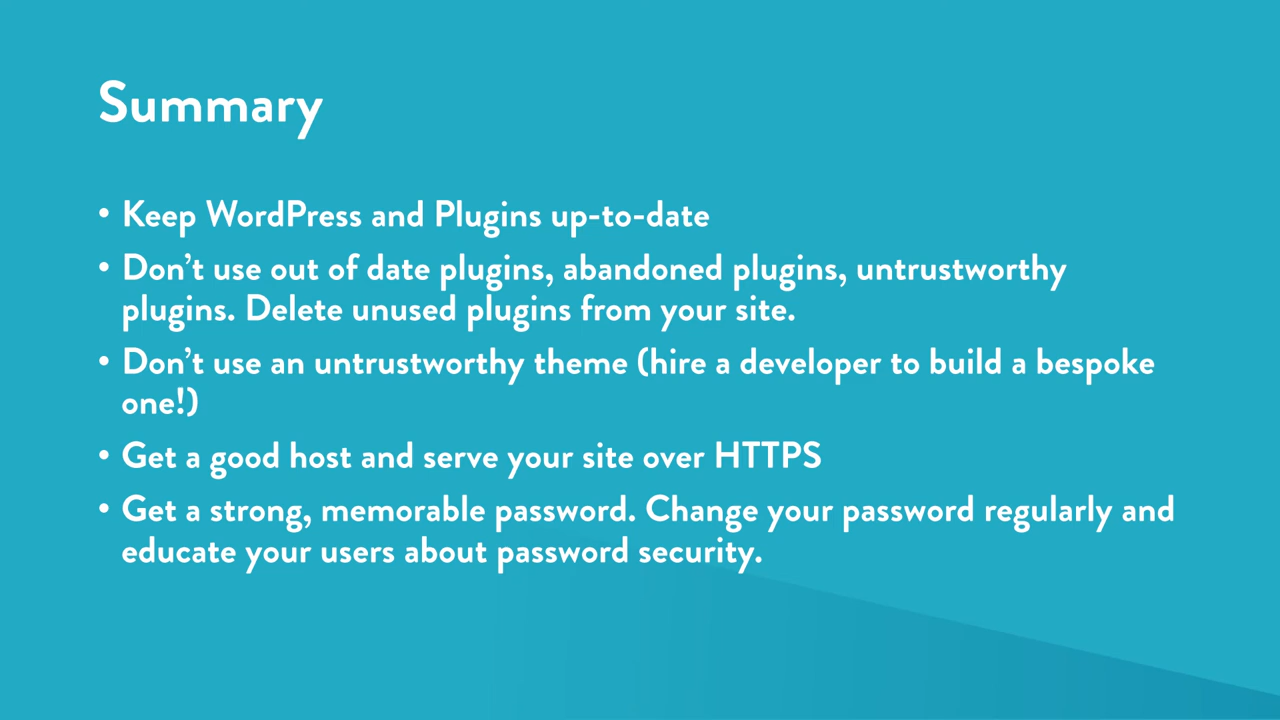 Summary
• Keep WordPress and Plugins up-to-date
• Don’t use out of date plugins, abandoned plugins, untrustworthy
plugins. Delete unused plugins from your site.
• Don’t use an untrustworthy theme (hire a developer to build a bespoke
one!)
• Get a good host and serve your site over HTTPS
• Get a strong, memorable password. Change your password regularly and
educate your users about password security.